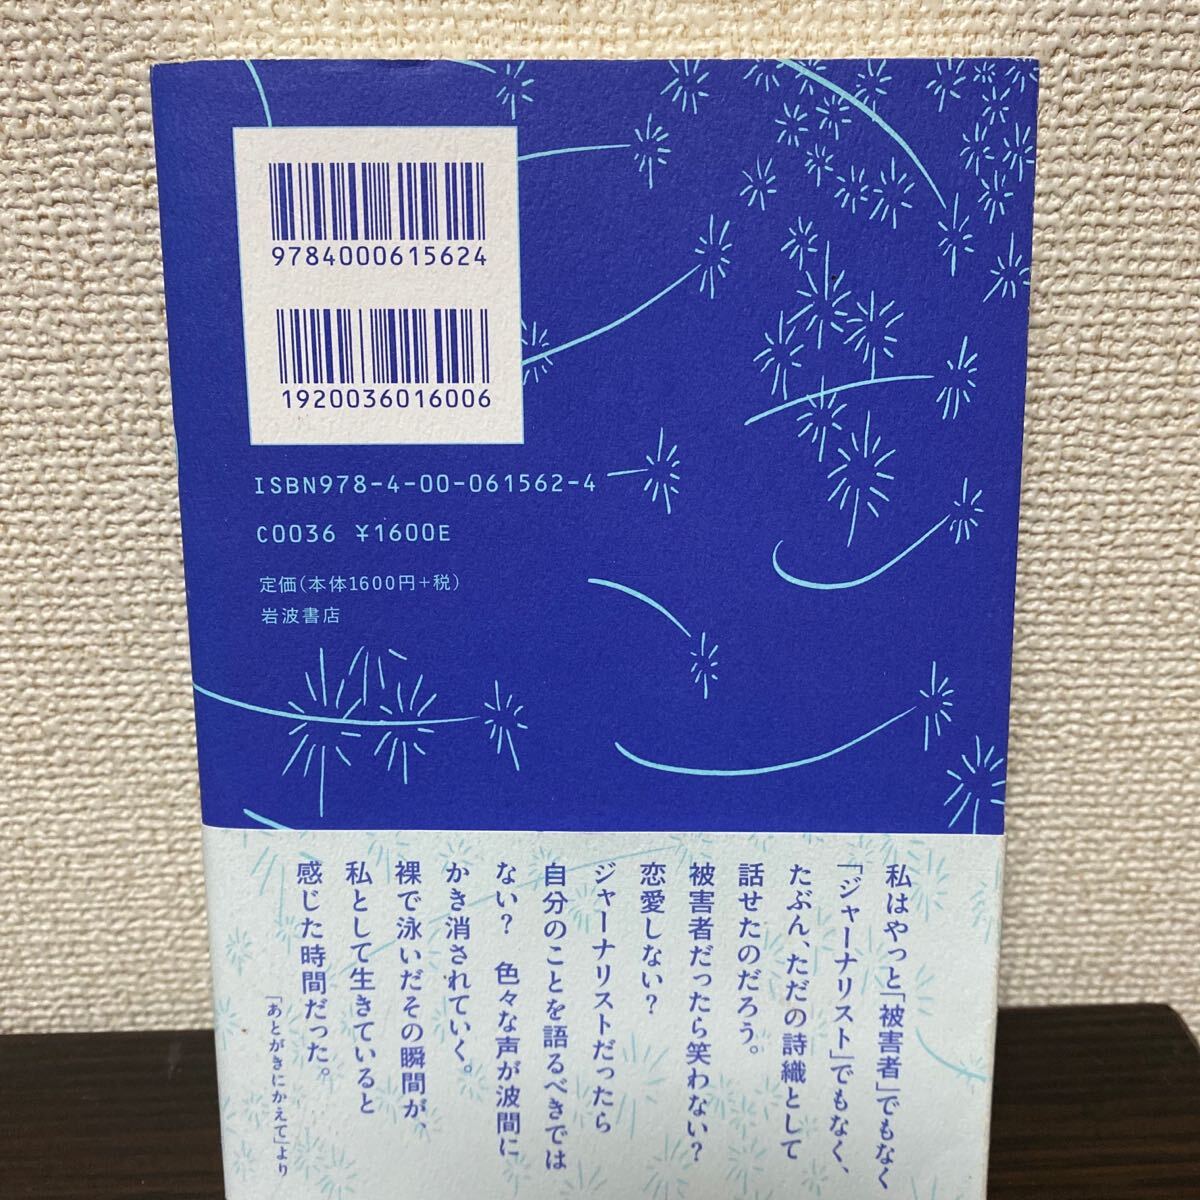 9784000615624
1920036016006
ISBN978-4-00-061562-4
C0036 ¥1600E
定価(本体1600円+税)
岩波書店
私はやっと「被害者」でもなく
「ジャーナリスト」でもなく、
たぶん、ただの詩織として
話せたのだろう。
被害者だったら笑わない?
恋愛しない?
ジャーナリストだったら
自分のことを語るべきでは
ない? 色々な声が波間に
かき消されていく。
裸で泳いだその瞬間が、
私として生きていると
感じた時間だった。
「あとがきにかえて」より